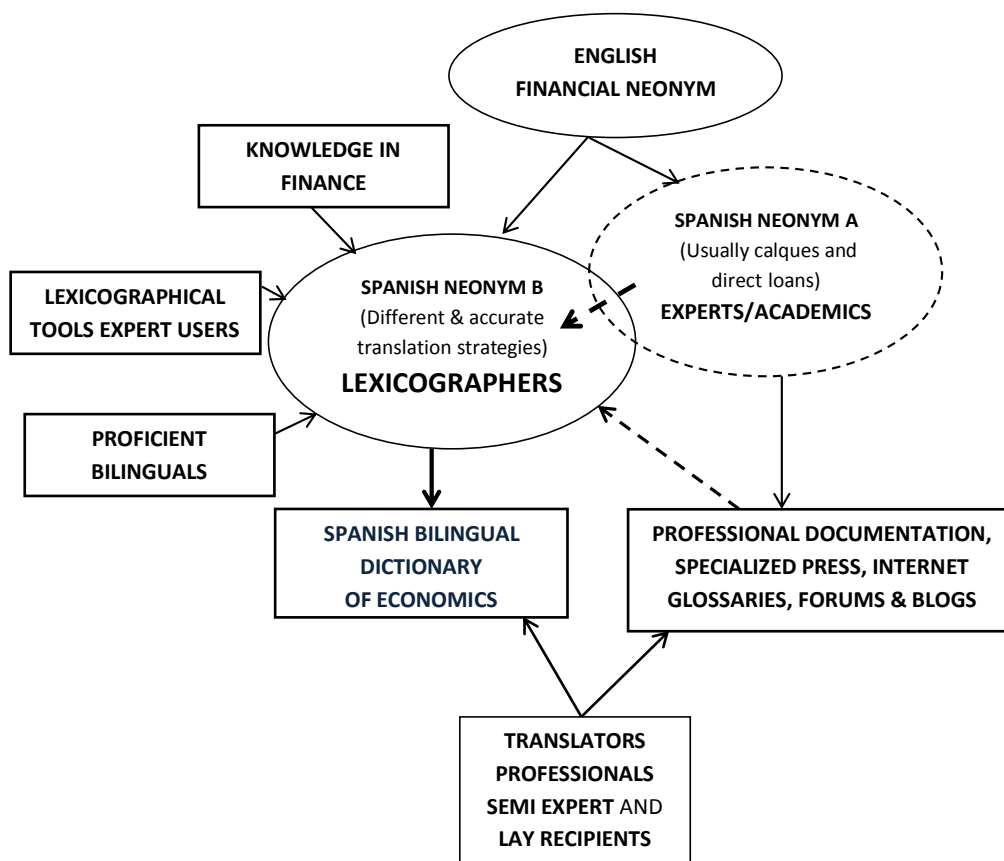 ENGLISH
FINANCIAL NEONYM
KNOWLEDGE IN
FINANCE
SPANISH NEONYM A
(Usually calques and
direct loans)
EXPERTS/ACADEMICS
LEXICOGRAPHICAL
TOOLS EXPERT USERS
SPANISH NEONYM B
(Different & accurate
translation strategies)
LEXICOGRAPHERS
PROFICIENT
BILINGUALS
SPANISH BILINGUAL
DICTIONARY
OF ECONOMICS
PROFESSIONAL DOCUMENTATION,
SPECIALIZED PRESS, INTERNET
GLOSSARIES, FORUMS & BLOGS
TRANSLATORS
PROFESSIONALS
SEMI EXPERT AND
LAY RECIPIENTS